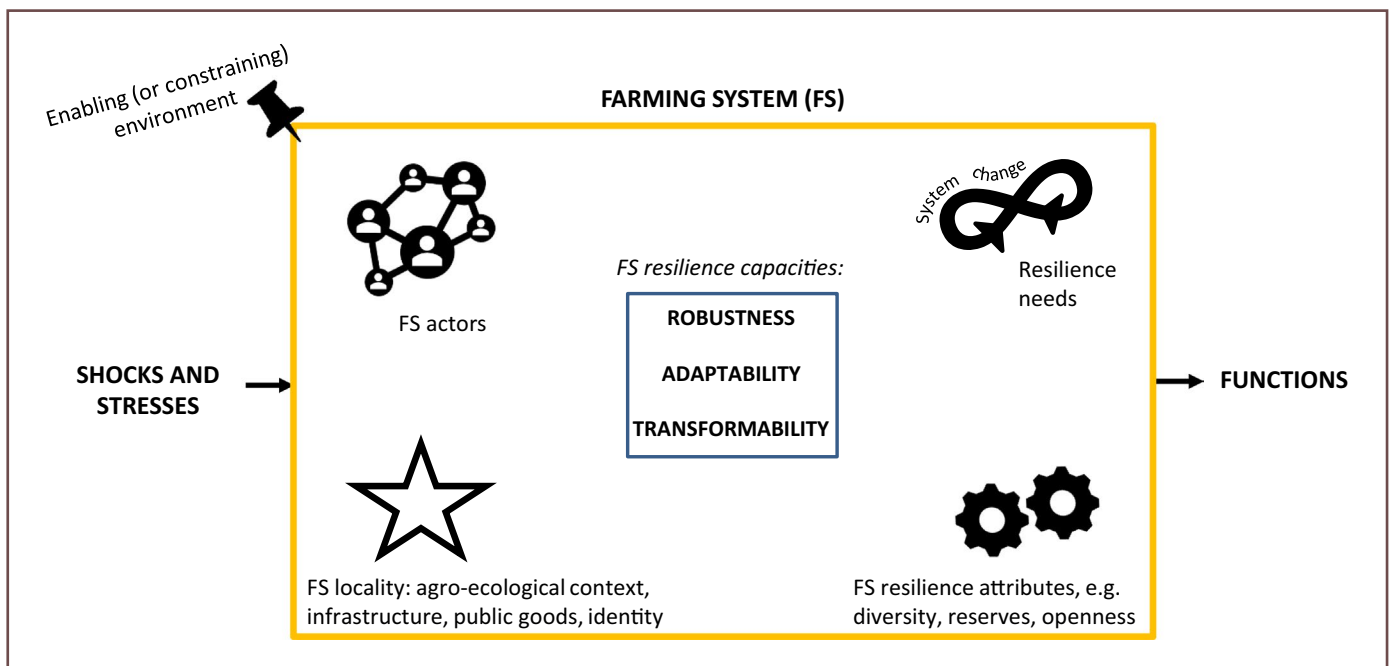 Enabling (or constraining)
environment
FARMING SYSTEM (FS)
System change
FS resilience capacities:
Resilience
needs
ROBUSTNESS
FS actors
SHOCKS AND
STRESSES
ADAPTABILITY
FUNCTIONS
TRANSFORMABILITY
FS locality: agro-ecological context,
infrastructure, public goods, identity
FS resilience attributes, e.g.
diversity, reserves, openness